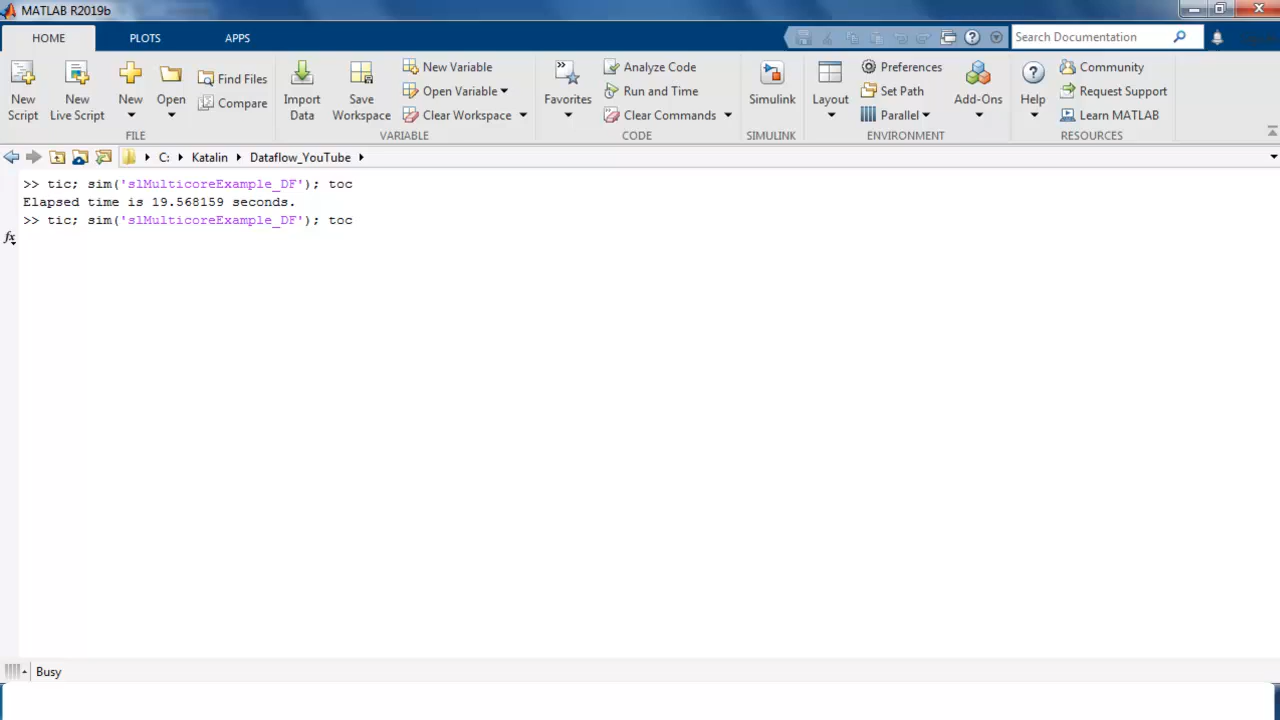 MATLAB R2019b
HOME PLOTS APPS
Search Documentation
New Script
New Live Script
New
Open
Find Files
Compare
FILE
Import Data
Save Workspace
New Variable
Open Variable
Clear Workspace
VARIABLE
Favorites
Analyze Code
Run and Time
Clear Commands
CODE
Simulink
SIMULINK
Layout
Preferences
Set Path
Parallel
Add-Ons
ENVIRONMENT
Help
Community
Request Support
Learn MATLAB
RESOURCES
C: Katalin Dataflow_YouTube
>> tic; sim('slMulticoreExample_DF'); toc
Elapsed time is 19.568159 seconds.
>> tic; sim('slMulticoreExample_DF'); toc
fx
Busy